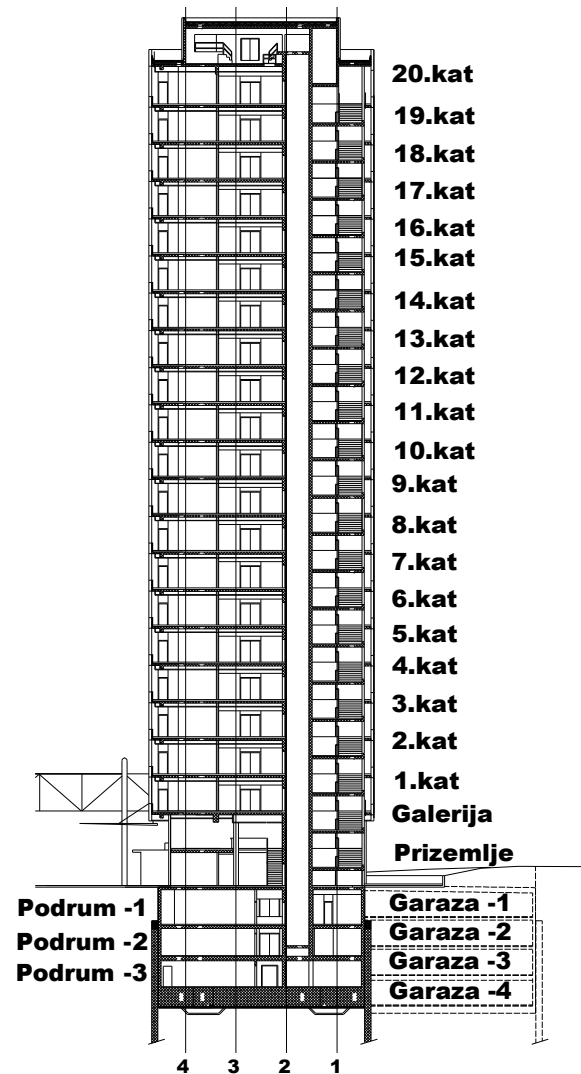 20.kat
19.kat
18.kat
17.kat
16.kat
15.kat
14.kat
13.kat
12.kat
11.kat
10.kat
9.kat
8.kat
7.kat
6.kat
5.kat
4.kat
3.kat
2.kat
1.kat
Galerija
Prizemlje
Podrum -1 Garaza -1
Podrum -2 Garaza -2
Podrum -3 Garaza -3
Garaza -4
4 3 2 1